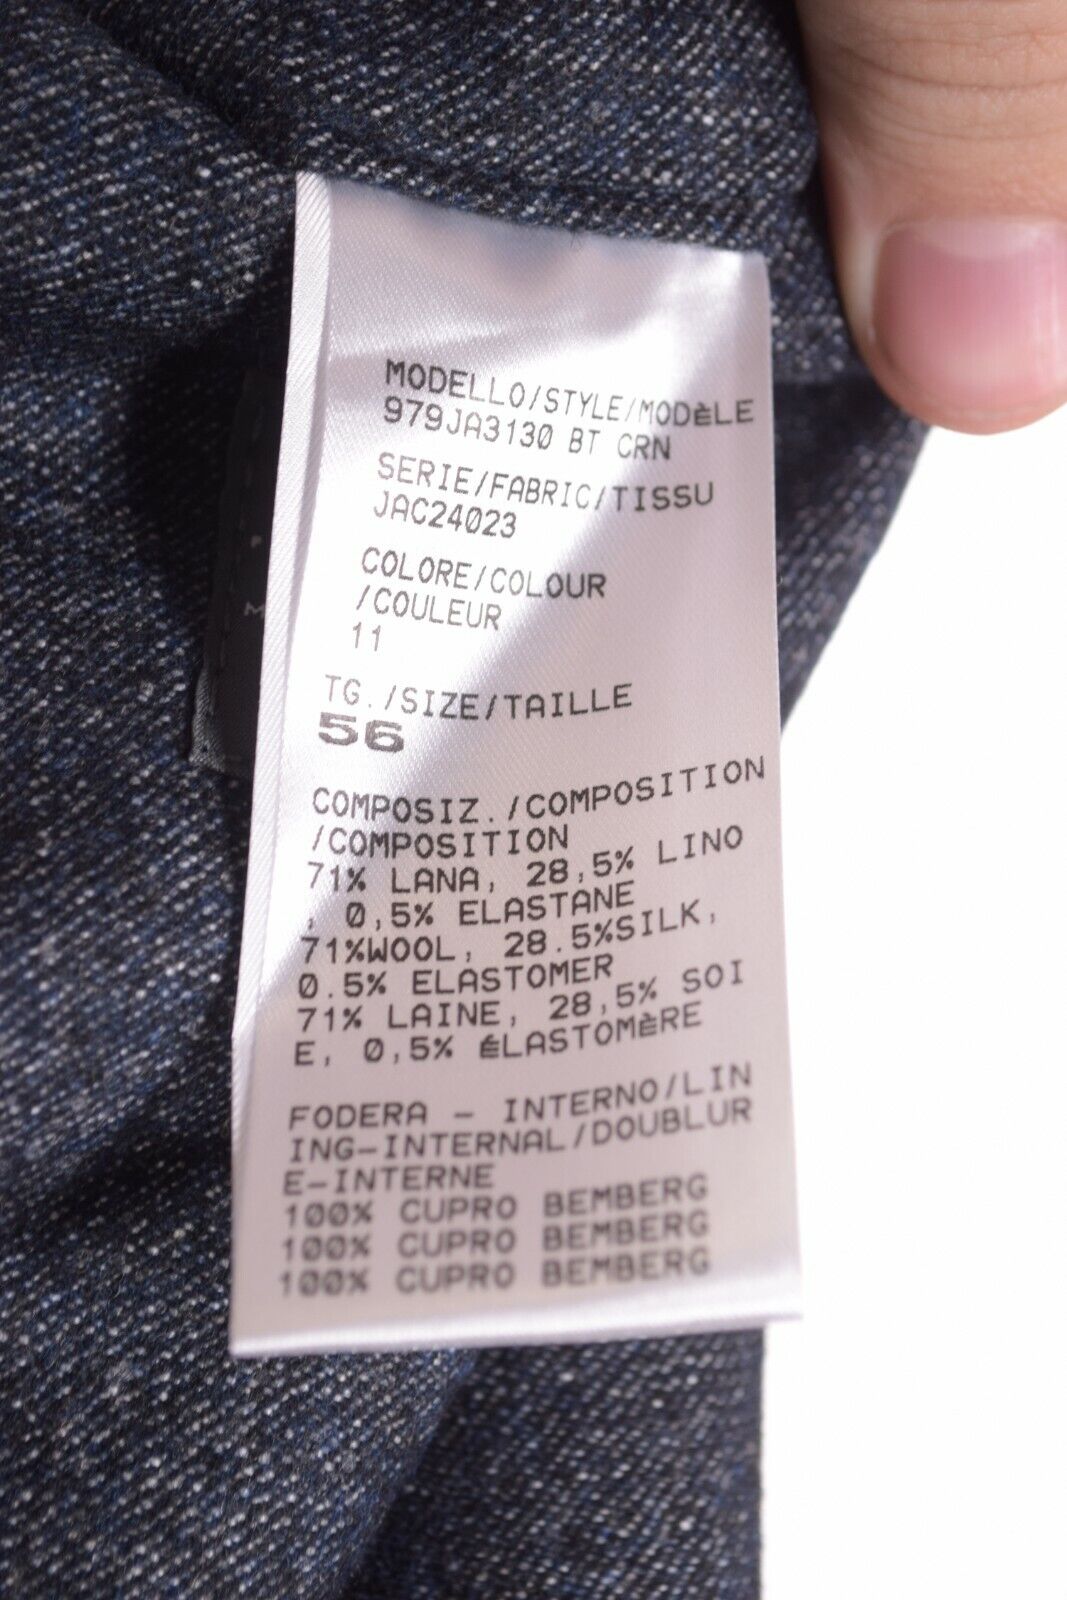 MODELLO/STYLE/MODÈLE
979JA3130 BT CRN
SERIE/FABRIC/TISSU
JAC24023
COLORE/COLOUR
/COULEUR
11
TG./SIZE/TAILLE
56
COMPOSIZ./COMPOSITION
/COMPOSITION
71% LANA, 28,5% LINO
, 0,5% ELASTANE
71%WOOL, 28.5%SILK,
0.5% ELASTOMER
71% LAINE, 28,5% SOI
E, 0,5% ÉLASTOMÈRE
FODERA - INTERNO/LIN
ING-INTERNAL/DOUBLUR
E-INTERNE
100% CUPRO BEMBERG
100% CUPRO BEMBERG
100% CUPRO BEMBERG